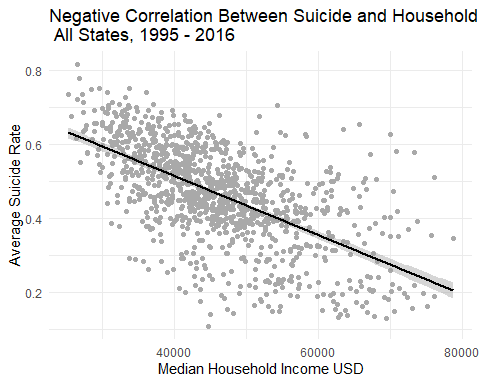 Negative Correlation Between Suicide and Household
All States, 1995 - 2016
0.8
0.6
0.4
0.2
Average Suicide Rate
40000 60000 80000
Median Household Income USD